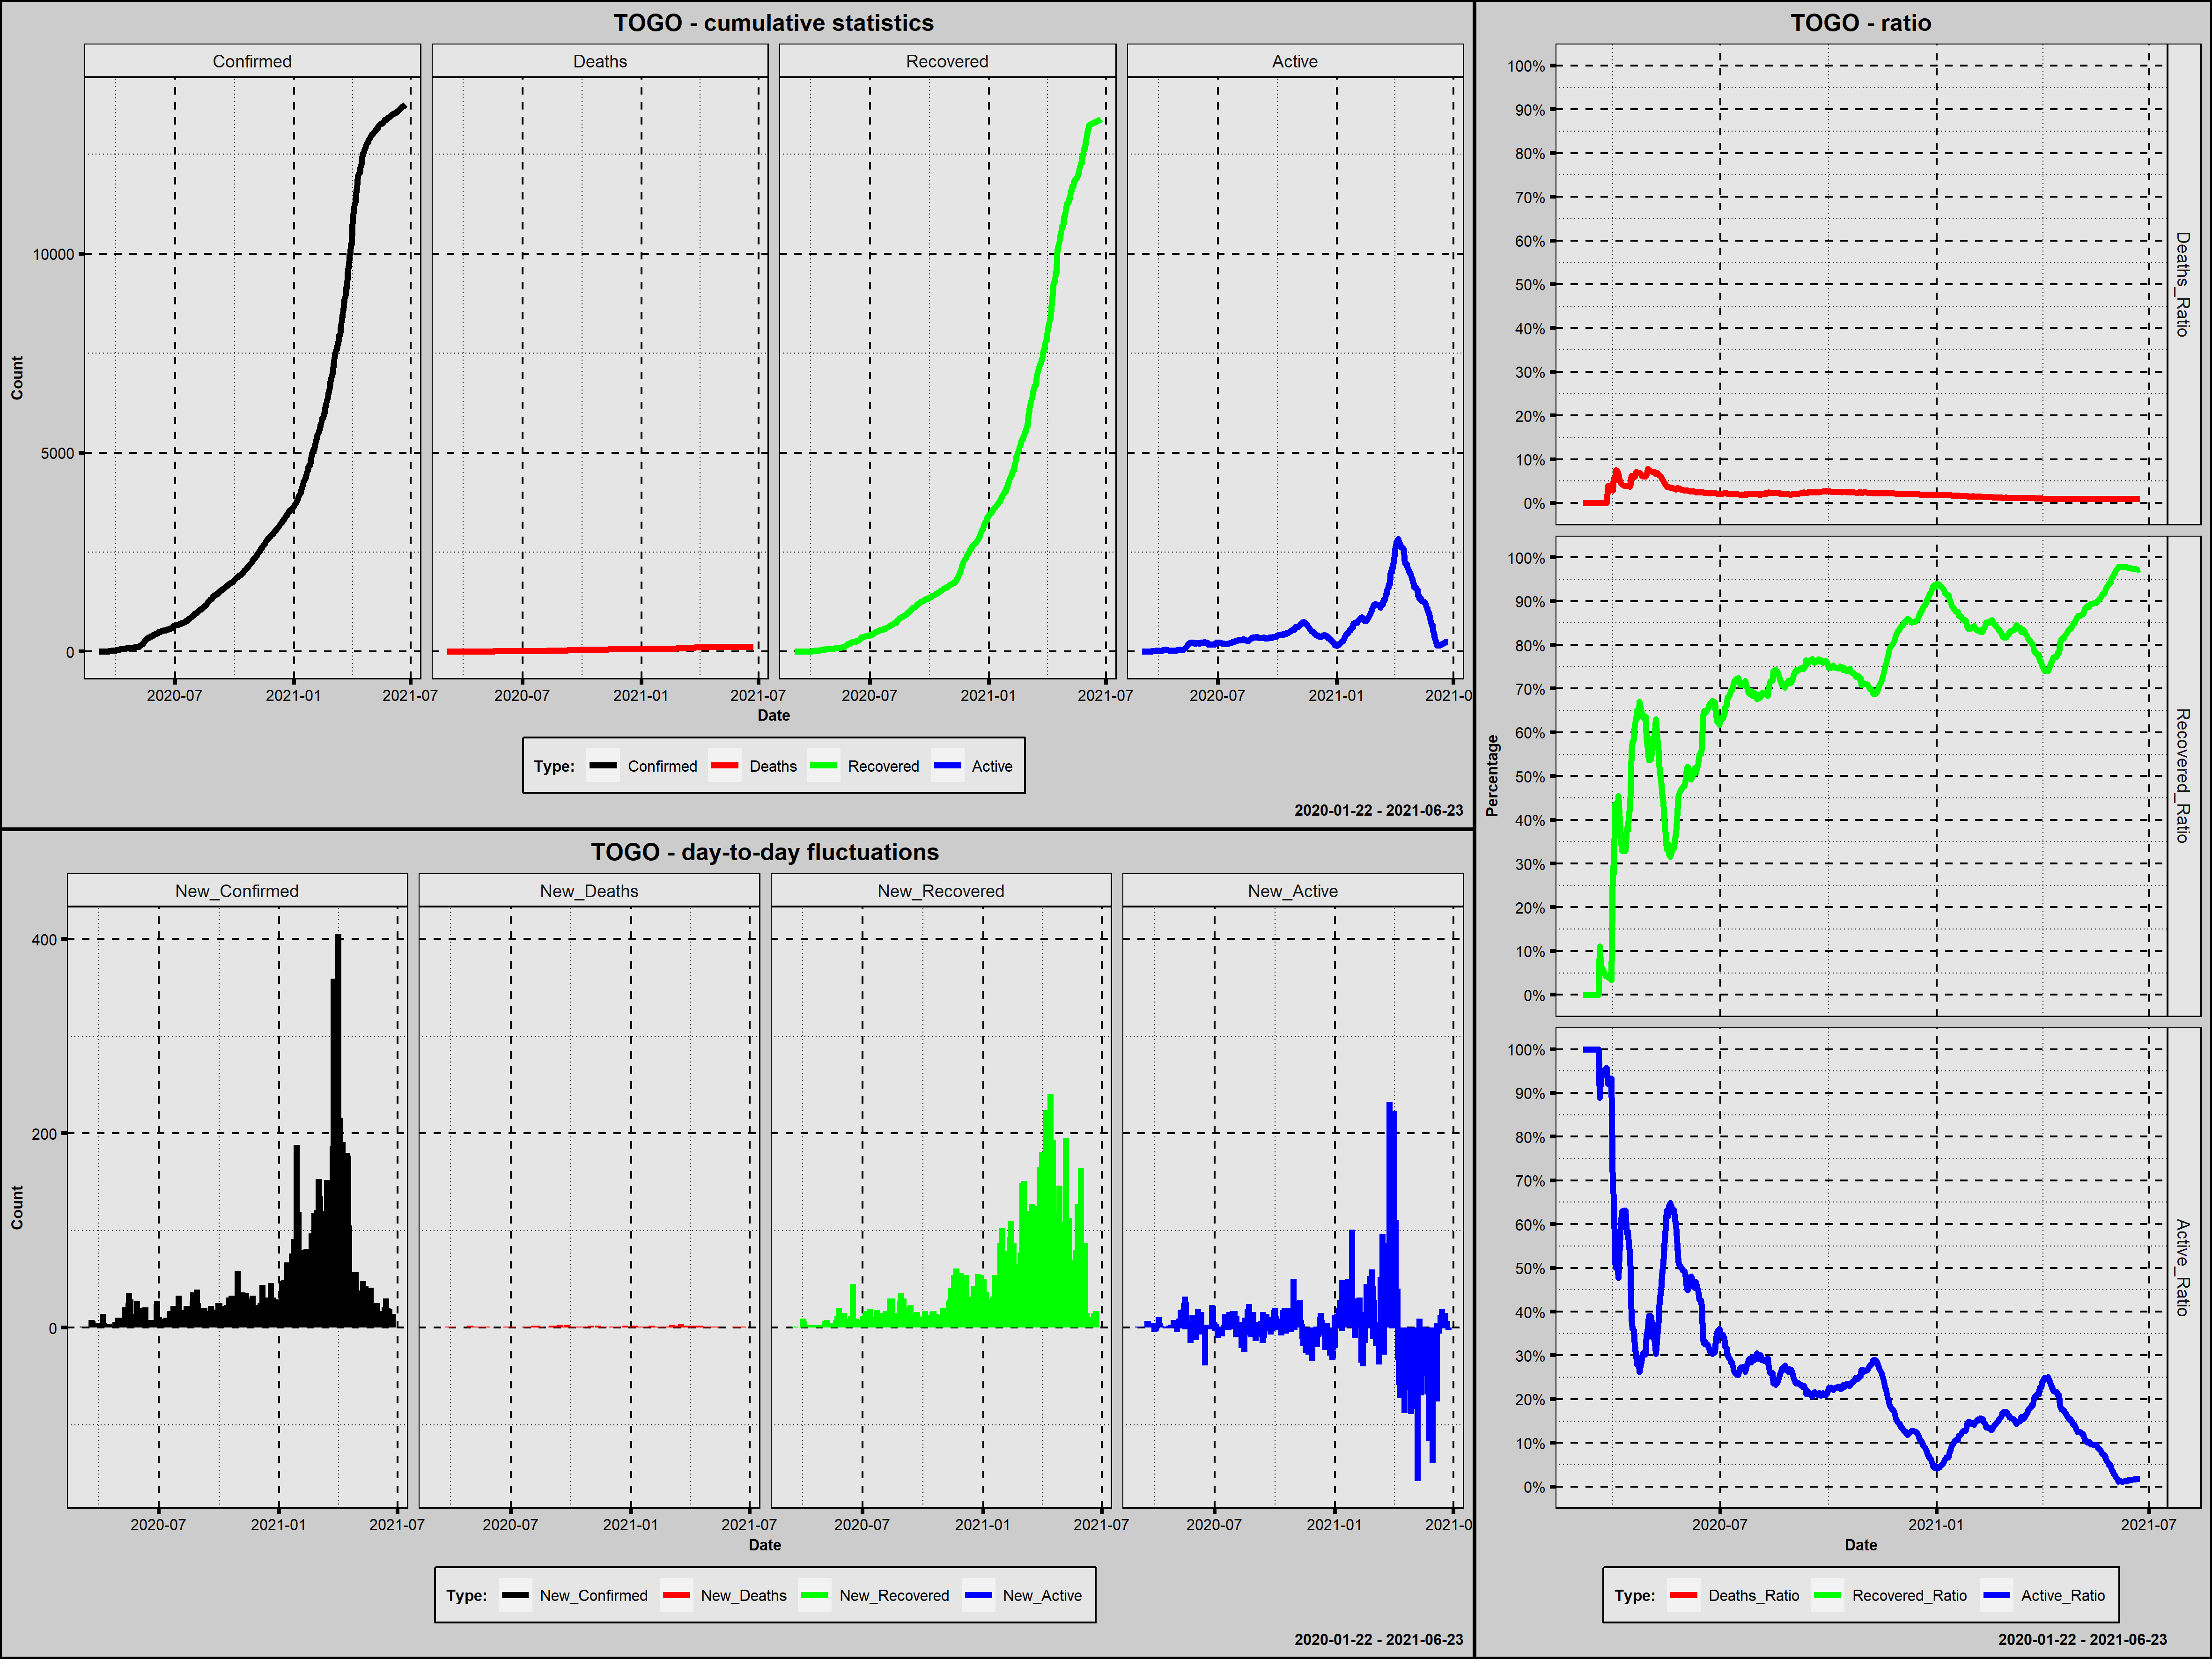 TOGO - cumulative statistics
Confirmed Deaths Recovered Active
10000
5000
0
Count
2020-07 2021-01 2021-07 2020-07 2021-01 2021-07 2020-07 2021-01 2021-07 2020-07 2021-01 2021-0
Date
Type: Confirmed Deaths Recovered Active
2020-01-22 - 2021-06-23
TOGO - day-to-day fluctuations
New_Confirmed New_Deaths New_Recovered New_Active
400
200
0
Count
2020-07 2021-01 2021-07 2020-07 2021-01 2021-07 2020-07 2021-01 2021-07 2020-07 2021-01 2021-0
Date
Type: New_Confirmed New_Deaths New_Recovered New_Active
2020-01-22 - 2021-06-23
TOGO - ratio
100%
90%
80%
70%
60%
50%
40%
30%
20%
10%
0%
Deaths_Ratio
100%
90%
80%
70%
60%
50%
40%
30%
20%
10%
0%
Recovered_Ratio
Percentage
100%
90%
80%
70%
60%
50%
40%
30%
20%
10%
0%
Active_Ratio
2020-07 2021-01 2021-07
Date
Type: Deaths_Ratio Recovered_Ratio Active_Ratio
2020-01-22 - 2021-06-23